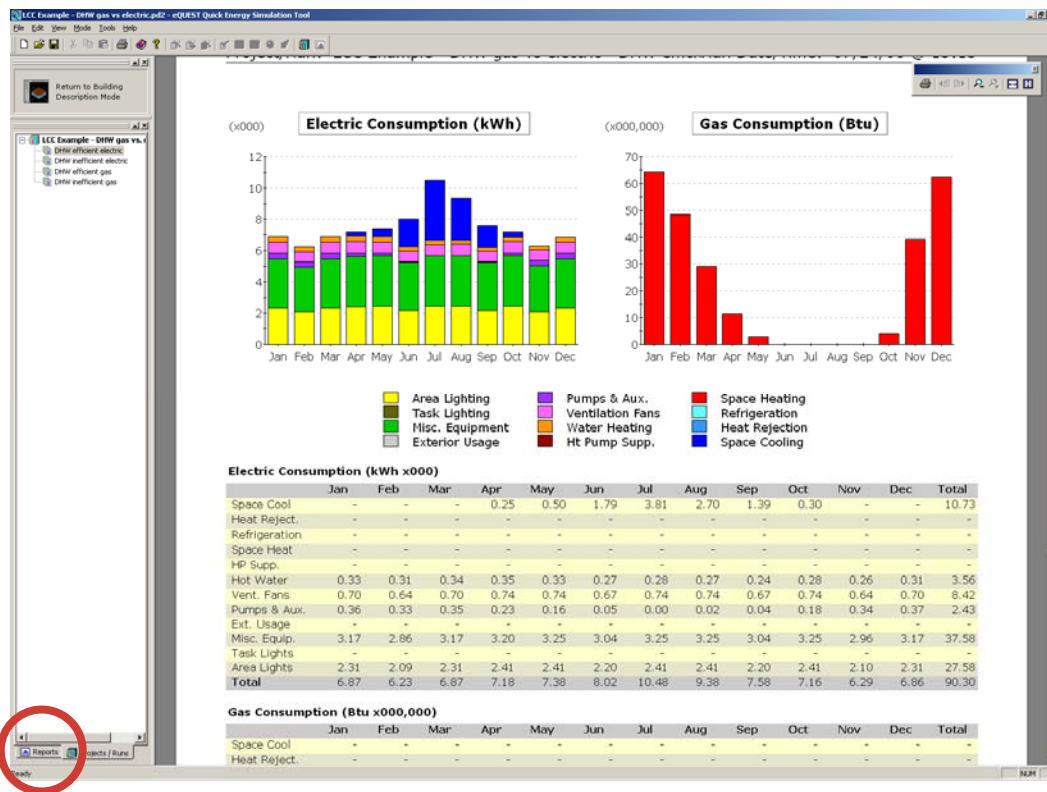 LCC Example - DHW gas vs electric.pd2 - eQUEST Quick Energy Simulation Tool
File Edit View Mode Tools Help
Return to Building
Description Mode
LCC Example - DHW gas vs.
DHW efficient electric
DHW inefficient electric
DHW efficient gas
DHW inefficient gas
(x000) Electric Consumption (kWh)
12
10
8
6
4
2
0
Jan Feb Mar Apr May Jun Jul Aug Sep Oct Nov Dec
(x000,000) Gas Consumption (Btu)
70
60
50
40
30
20
10
0
Jan Feb Mar Apr May Jun Jul Aug Sep Oct Nov Dec
Area Lighting Pumps & Aux. Space Heating
Task Lighting Ventilation Fans Refrigeration
Misc. Equipment Water Heating Heat Rejection
Exterior Usage Ht Pump Supp. Space Cooling
Electric Consumption (kWh x000)
Jan Feb Mar Apr May Jun Jul Aug Sep Oct Nov Dec Total
Space Cool - - - 0.25 0.50 1.79 3.81 2.70 1.39 0.30 - - 10.73
Heat Reject. - - - - - - - - - - - - -
Refrigeration - - - - - - - - - - - - -
Space Heat - - - - - - - - - - - - -
HP Supp. - - - - - - - - - - - - -
Hot Water 0.33 0.31 0.34 0.35 0.33 0.27 0.28 0.27 0.24 0.28 0.26 0.31 3.56
Vent. Fans 0.70 0.64 0.70 0.74 0.74 0.67 0.74 0.74 0.67 0.74 0.64 0.70 8.42
Pumps & Aux. 0.36 0.33 0.35 0.23 0.16 0.05 0.00 0.02 0.04 0.18 0.34 0.37 2.43
Ext. Usage - - - - - - - - - - - - -
Misc. Equip. 3.17 2.86 3.17 3.20 3.25 3.04 3.25 3.25 3.04 3.25 2.96 3.17 37.58
Task Lights - - - - - - - - - - - - -
Area Lights 2.31 2.09 2.31 2.41 2.41 2.20 2.41 2.41 2.20 2.41 2.10 2.31 27.58
Total 6.87 6.23 6.87 7.18 7.38 8.02 10.48 9.38 7.58 7.16 6.29 6.86 90.30
Gas Consumption (Btu x000,000)
Jan Feb Mar Apr May Jun Jul Aug Sep Oct Nov Dec Total
Space Cool - - - - - - - - - - - - -
Heat Reject. - - - - - - - - - - - - -
Reports Projects / Runs
Ready
NUM